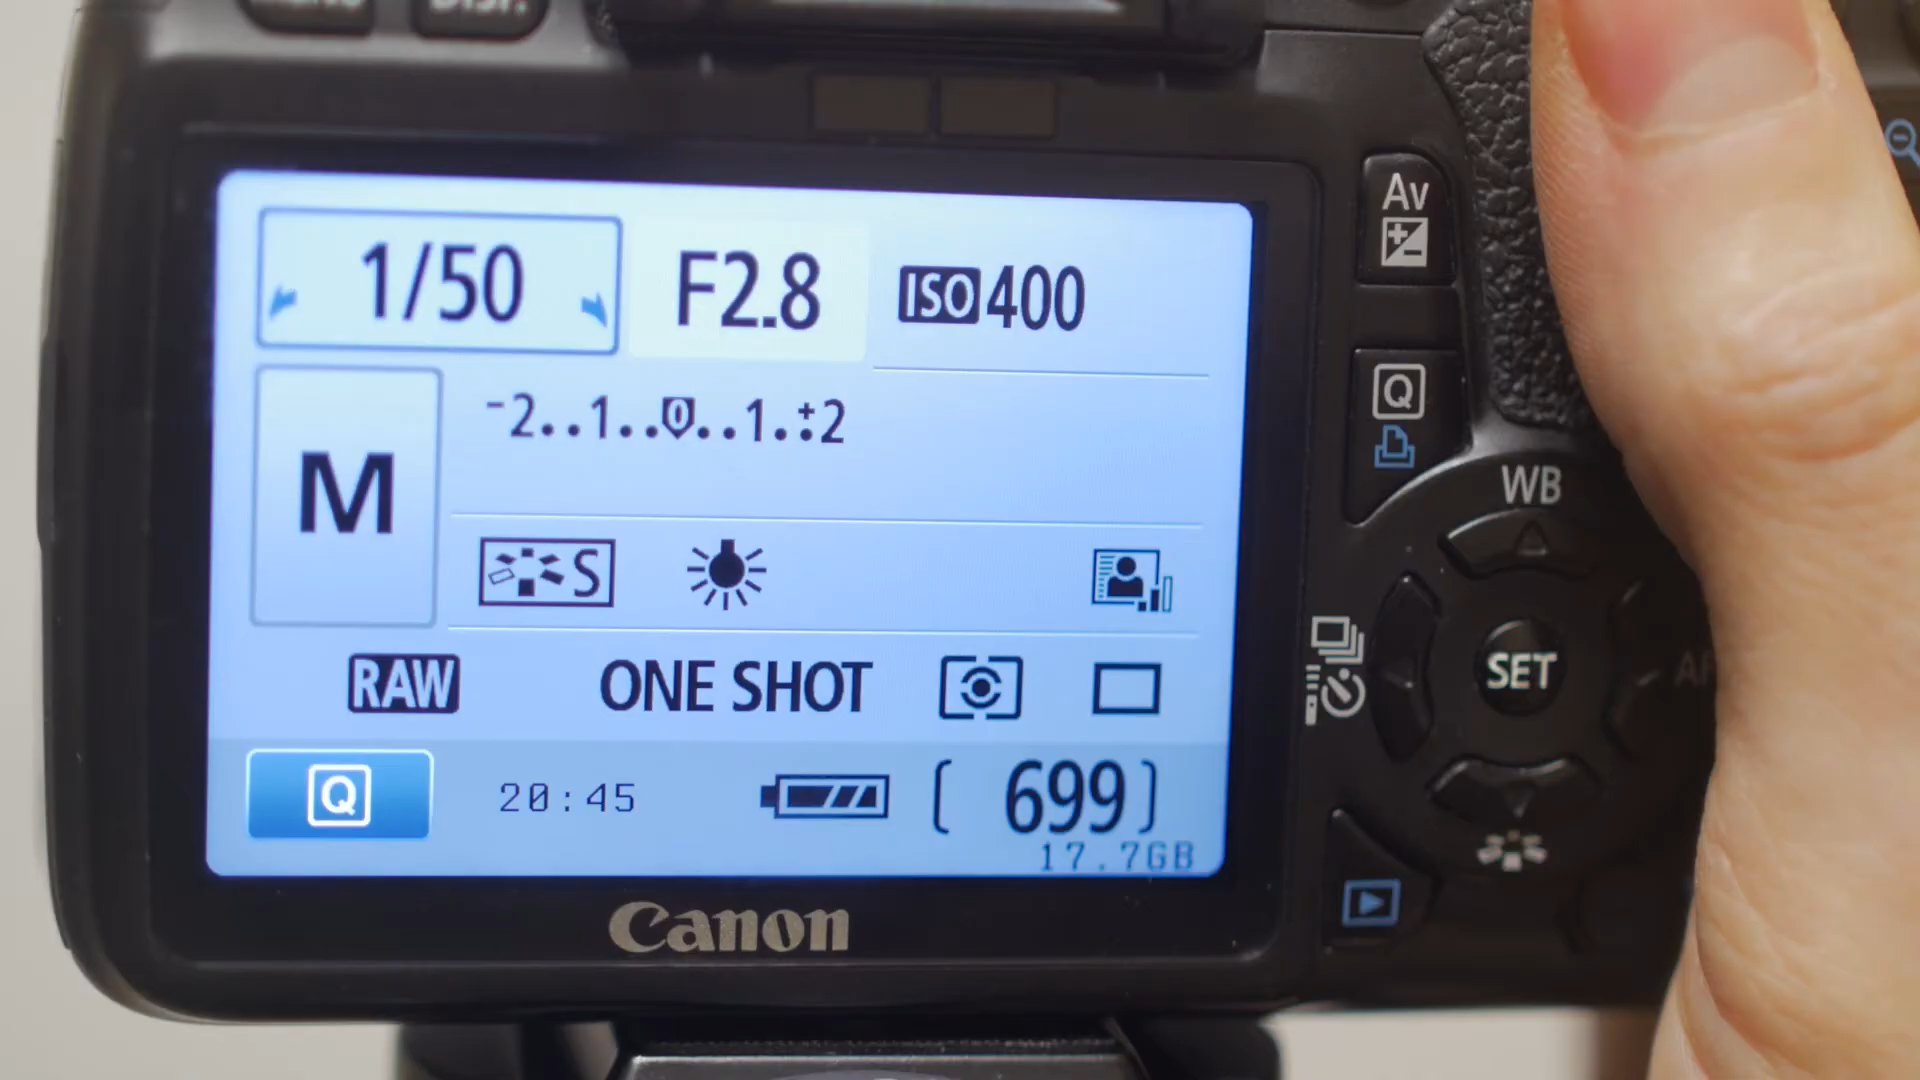 DISP.
1/50 F2.8 ISO 400
Av
-2..1..0..1.:+2
Q
M
WB
S
SET
RAW ONE SHOT
Q 20:45 [ 699]
17.7GB
Canon